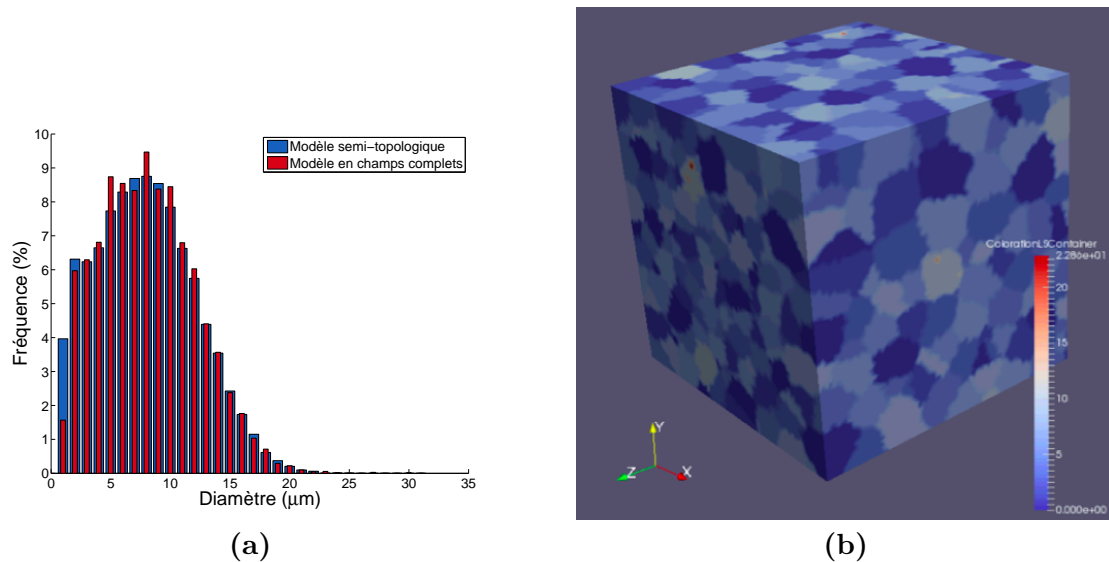 10
9
8
7
6
5
4
3
2
1
0
Fréquence (%)
0 5 10 15 20 25 30 35
Diamètre (μm)
Modèle semi−topologique
Modèle en champs complets
(a)
ColorationLSContainer
2.286e+01
20
15
10
5
0.000e+00
Y
Z X
(b)